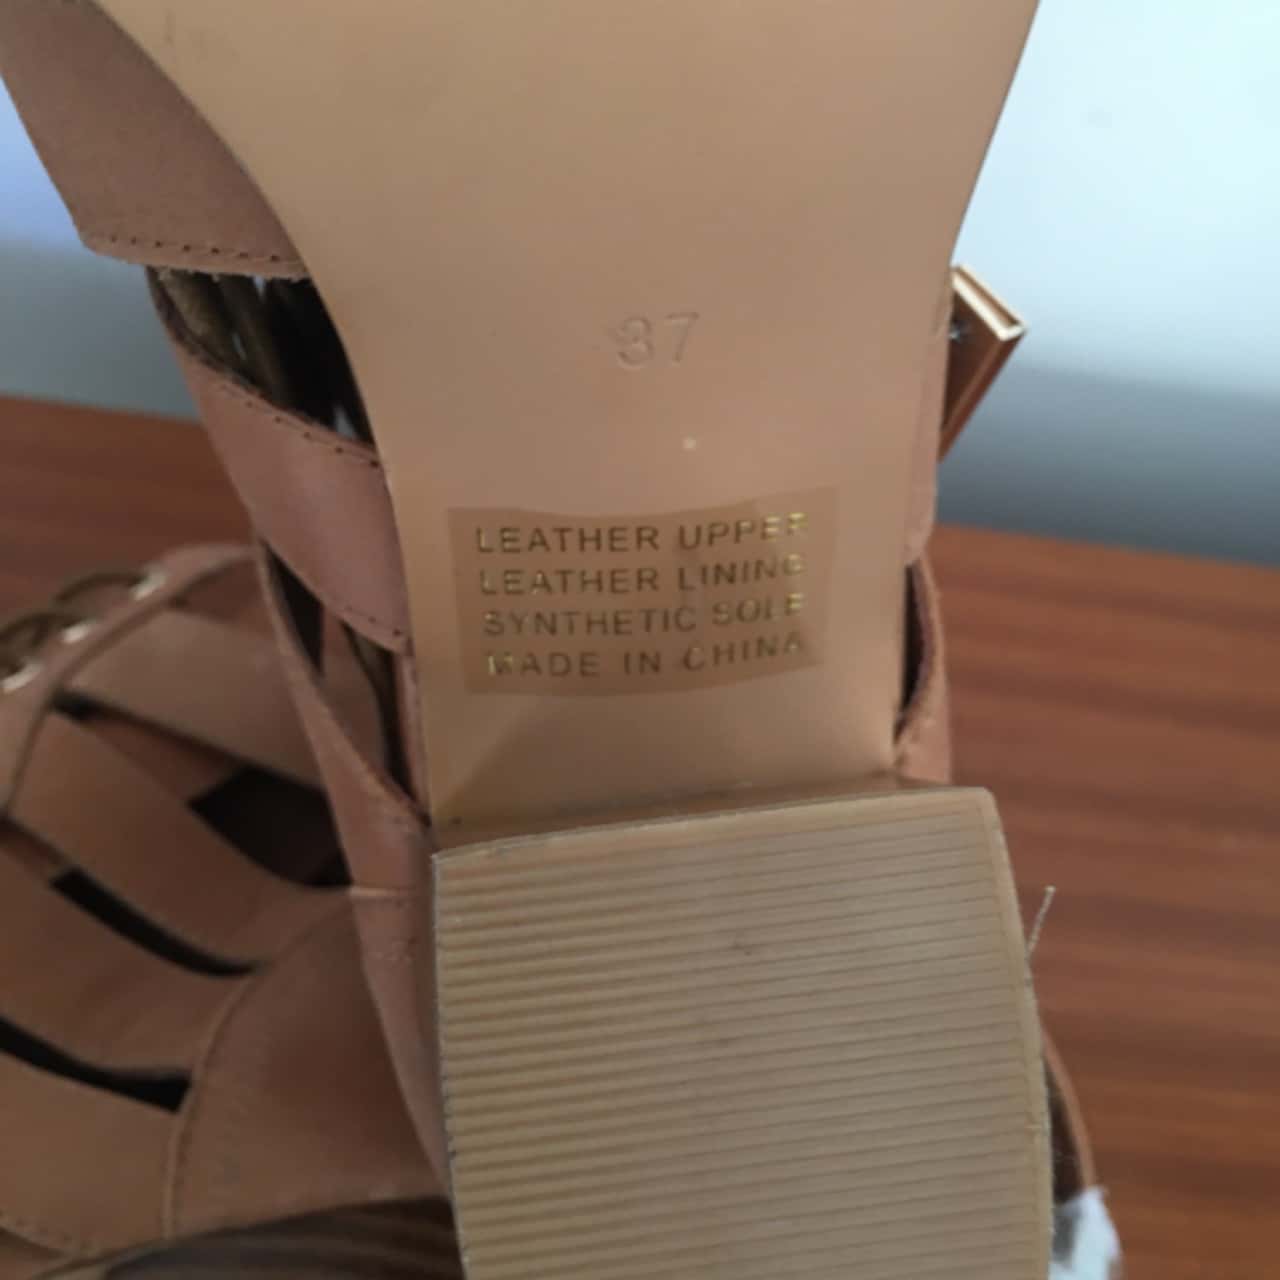 37
LEATHER UPPER
LEATHER LINING
SYNTHETIC SOLE
MADE IN CHINA